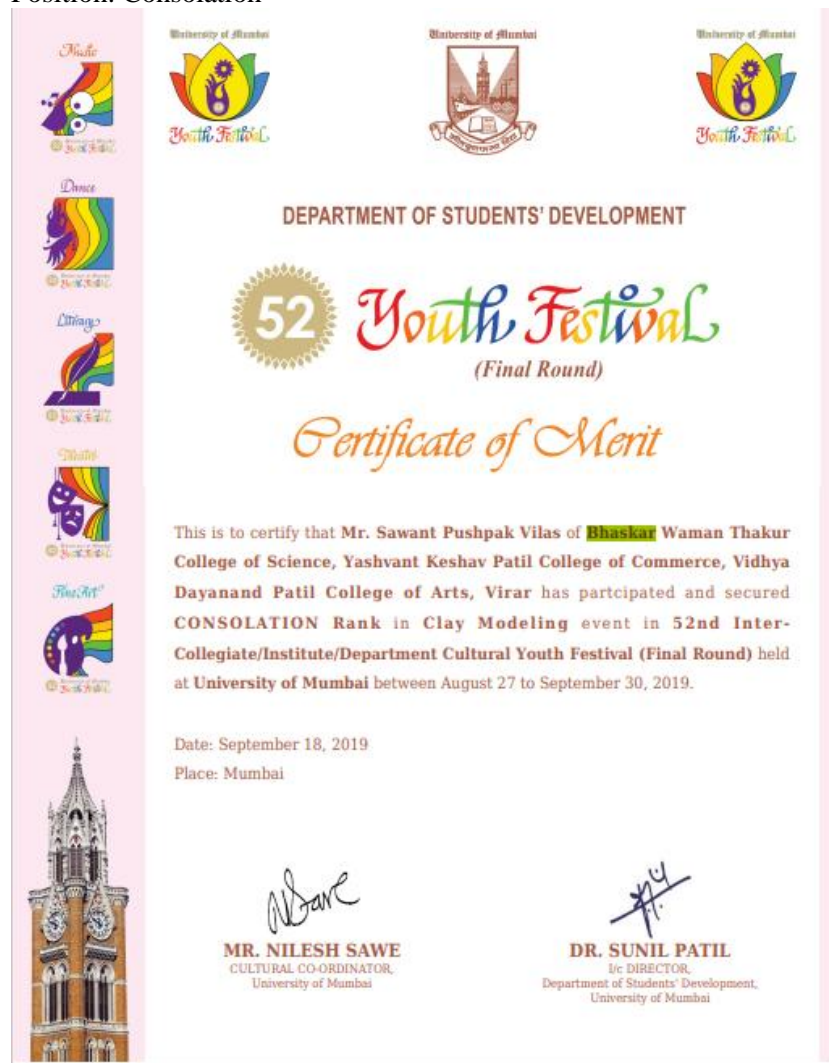 Position: Consolation
University of Mumbai
University of Mumbai
University of Mumbai
Music
Youth Festival
Youth Festival
Dance
DEPARTMENT OF STUDENTS' DEVELOPMENT
Literary
52 Youth Festival
(Final Round)
Certificate of Merit
Theatre
This is to certify that Mr. Sawant Pushpak Vilas of Bhaskar Waman Thakur
College of Science, Yashvant Keshav Patil College of Commerce, Vidhya
Dayanand Patil College of Arts, Virar has partcipated and secured
Fine Art
CONSOLATION Rank in Clay Modeling event in 52nd Inter-
Collegiate/Institute/Department Cultural Youth Festival (Final Round) held
at University of Mumbai between August 27 to September 30, 2019.
Date: September 18, 2019
Place: Mumbai
MR. NILESH SAWE
CULTURAL CO-ORDINATOR,
University of Mumbai
DR. SUNIL PATIL
I/c DIRECTOR,
Department of Students' Development,
University of Mumbai